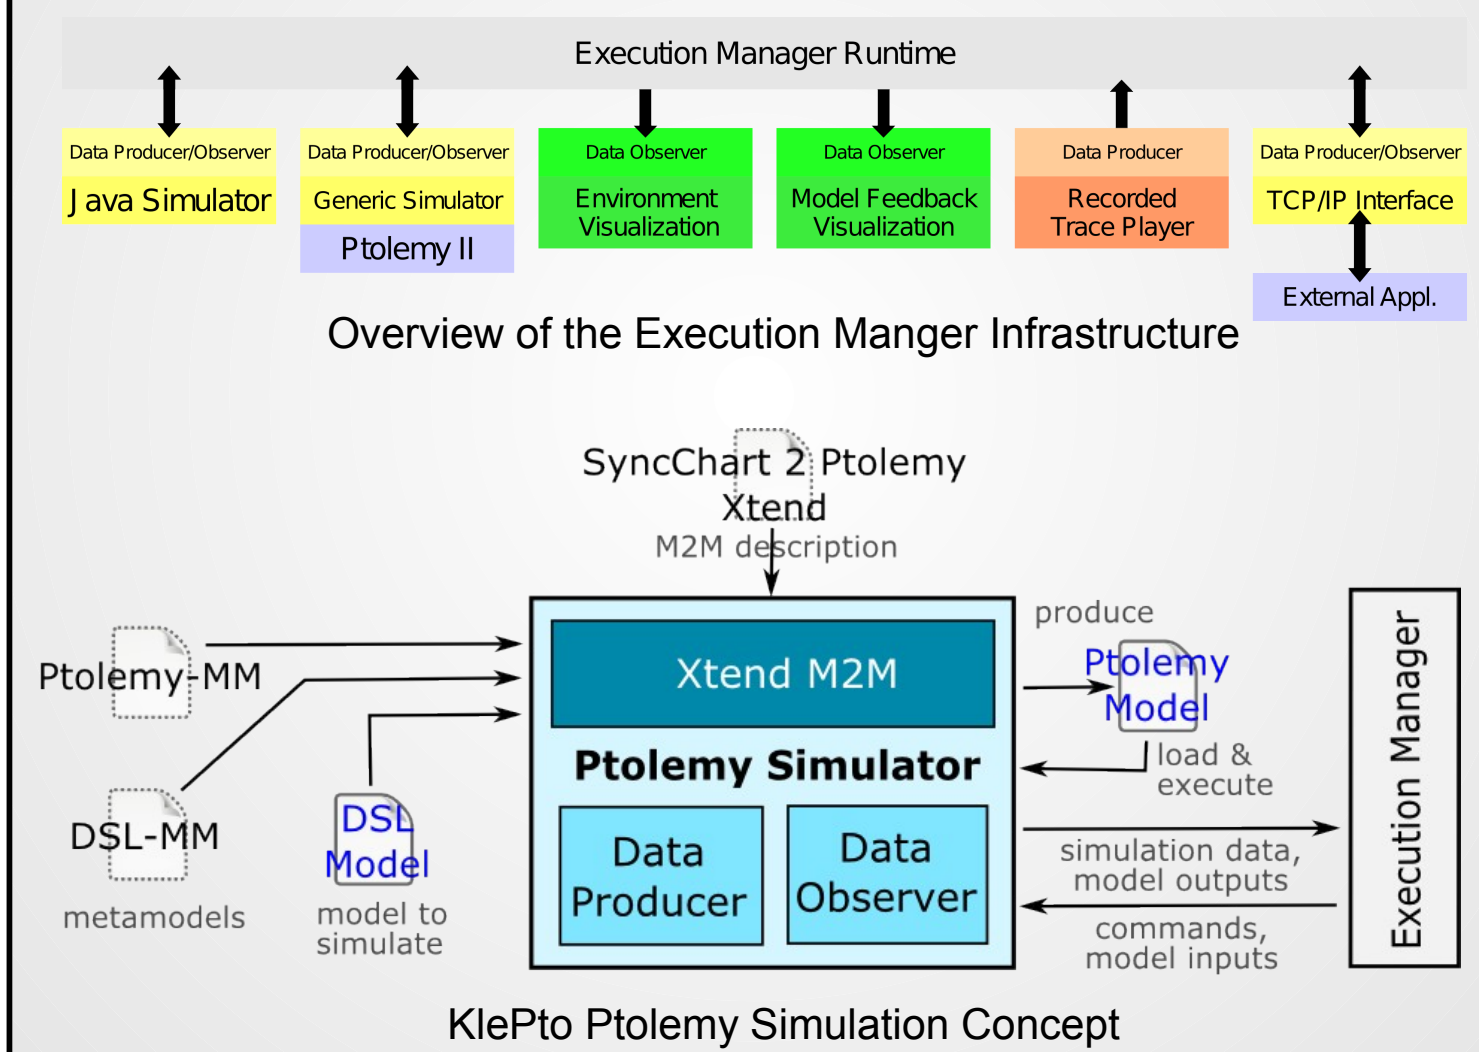 Execution Manager Runtime
Data Producer/Observer
Java Simulator
Data Producer/Observer
Generic Simulator
Ptolemy II
Data Observer
Environment
Visualization
Data Observer
Model Feedback
Visualization
Data Producer
Recorded
Trace Player
Data Producer/Observer
TCP/IP Interface
External Appl.
Overview of the Execution Manger Infrastructure
SyncChart 2 Ptolemy
Xtend
M2M description
Ptolemy-MM
DSL-MM
metamodels
DSL
Model
model to
simulate
Xtend M2M
Ptolemy Simulator
Data
Producer
Data
Observer
produce
Ptolemy
Model
load &
execute
simulation data,
model outputs
commands,
model inputs
Execution Manager
KlePto Ptolemy Simulation Concept